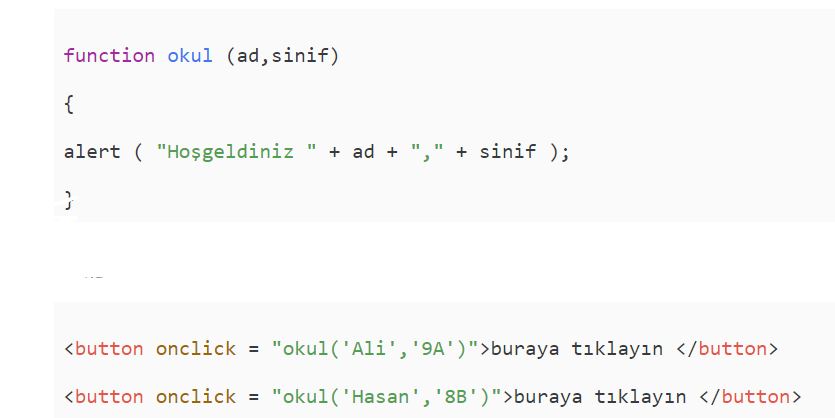 function okul (ad,sinif)
{
alert ( "Hoşgeldiniz " + ad + "," + sinif );
}
<button onclick = "okul('Ali','9A')">buraya tıklayın </button>
<button onclick = "okul('Hasan','8B')">buraya tıklayın </button>